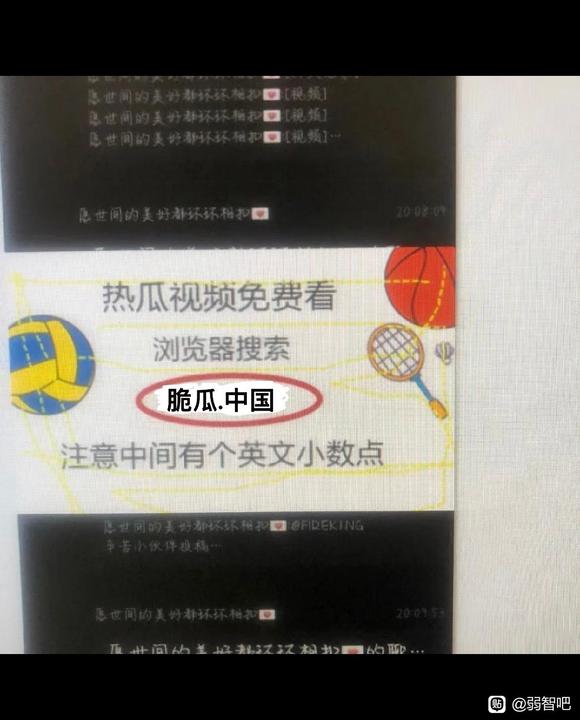 愿世间的美好都环环相扣💌[视频]
愿世间的美好都环环相扣💌[视频]
愿世间的美好都环环相扣💌[视频]…
愿世间的美好都环环相扣💌
20:08:09
热瓜视频免费看
浏览器搜索
脆瓜.中国
注意中间有个英文小数点
愿世间的美好都环环相扣💌@FIREKING
小伙伴投稿…
愿世间的美好都环环相扣💌
20:09:53
愿世间的美好都环环相扣💌的聊…
贴 @弱智吧